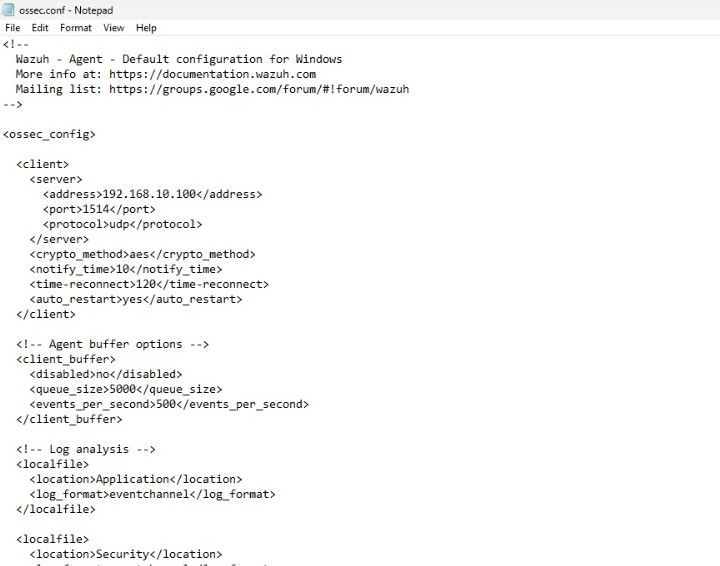 ossec.conf - Notepad
File Edit Format View Help
<!--
Wazuh - Agent - Default configuration for Windows
More info at: https://documentation.wazuh.com
Mailing list: https://groups.google.com/forum/#!forum/wazuh
-->
<ossec_config>
<client>
<server>
<address>192.168.10.100</address>
<port>1514</port>
<protocol>udp</protocol>
</server>
<crypto_method>aes</crypto_method>
<notify_time>10</notify_time>
<time-reconnect>120</time-reconnect>
<auto_restart>yes</auto_restart>
</client>
<!-- Agent buffer options -->
<client_buffer>
<disabled>no</disabled>
<queue_size>5000</queue_size>
<events_per_second>500</events_per_second>
</client_buffer>
<!-- Log analysis -->
<localfile>
<location>Application</location>
<log_format>eventchannel</log_format>
</localfile>
<localfile>
<location>Security</location>